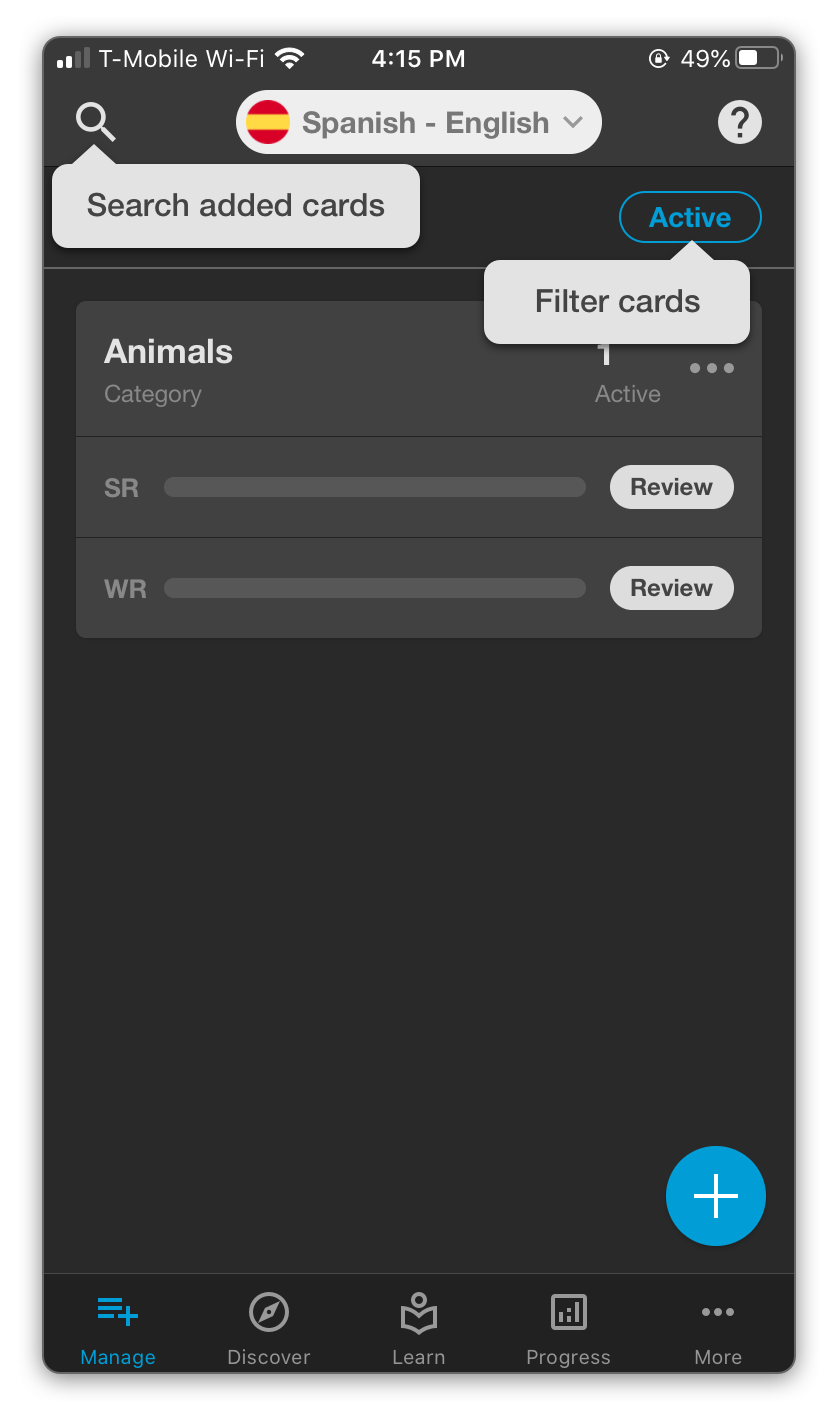 T-Mobile Wi-Fi 4:15 PM 49%
Spanish - English ?
Search added cards
Active
Filter cards
Animals 1
Category Active
SR Review
WR Review
Manage Discover Learn Progress More